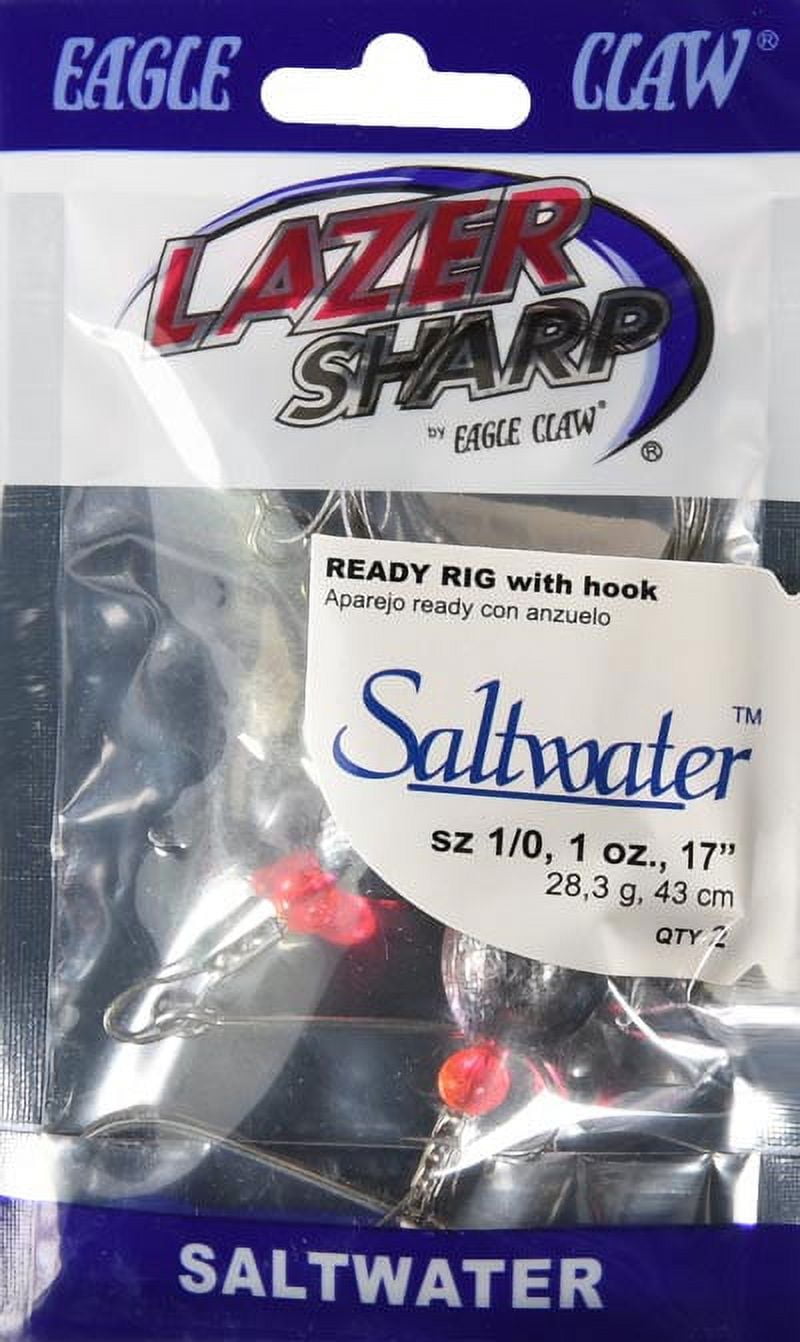 EAGLE CLAW®
LAZER
SHARP
by EAGLE CLAW®
®
READY RIG with hook
Aparejo ready con anzuelo
Saltwater™
sz 1/0, 1 oz., 17”
28,3 g, 43 cm
QTY 2
SALTWATER